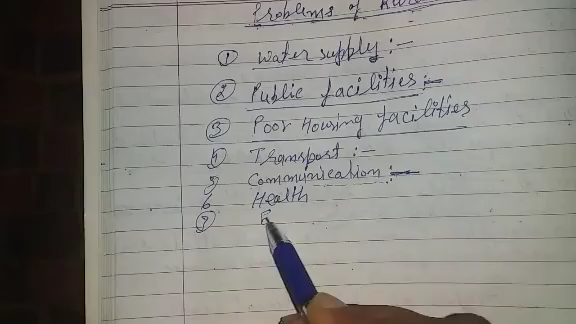 Problems of Rur
① Water supply :-
② Public facilities :-
③ Poor Housing facilities
④ Transport :-
5 Communication :-
6 Health
⑦ E